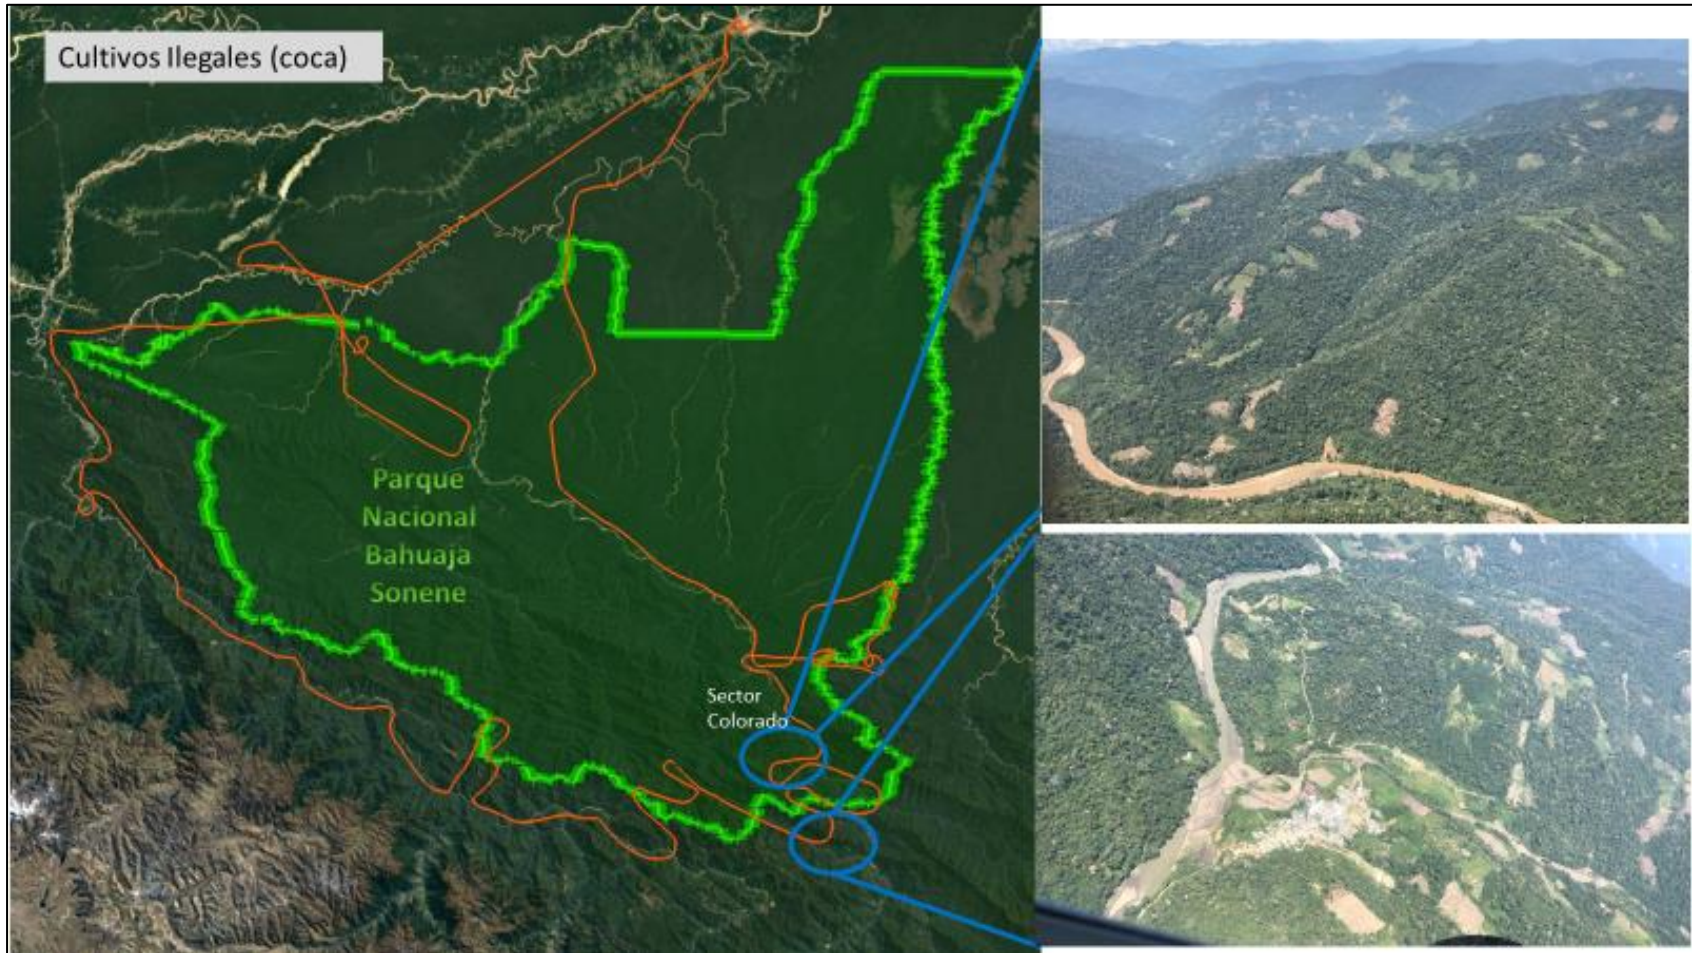 Cultivos Ilegales (coca)
Parque
Nacional
Bahuaja
Sonene
Sector
Colorado